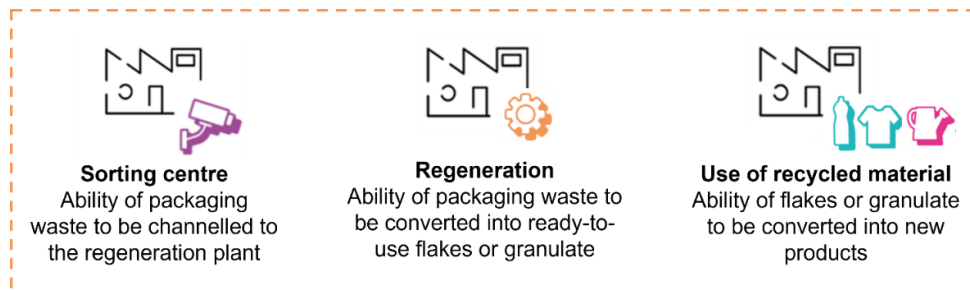 Sorting centre
Ability of packaging
waste to be channelled to
the regeneration plant
Regeneration
Ability of packaging waste to
be converted into ready-to-
use flakes or granulate
Use of recycled material
Ability of flakes or granulate
to be converted into new
products